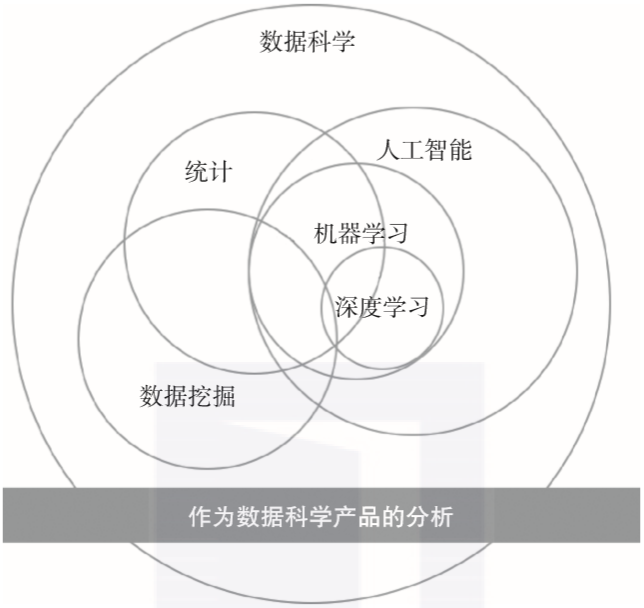 数据科学
人工智能
统计
机器学习
深度学习
数据挖掘
作为数据科学产品的分析